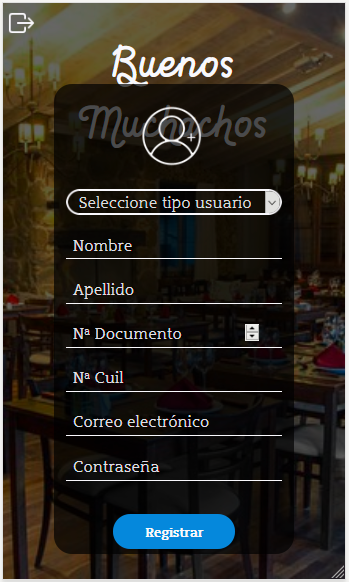 Buenos
Muchachos
Seleccione tipo usuario
Nombre
Apellido
Nª Documento
Nª Cuil
Correo electrónico
Contraseña
Registrar